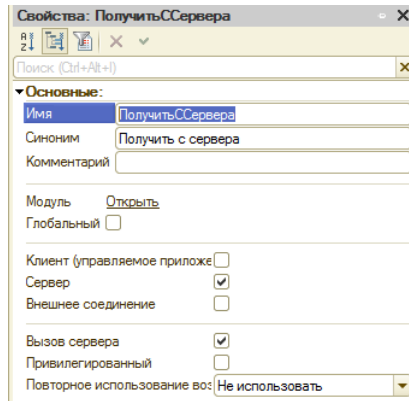 Свойства: ПолучитьССервера
Поиск (Ctrl+Alt+I)
Основные:
Имя ПолучитьССервера
Синоним Получить с сервера
Комментарий
Модуль Открыть
Глобальный
Клиент (управляемое приложе
Сервер
Внешнее соединение
Вызов сервера
Привилегированный
Повторное использование воз Не использовать